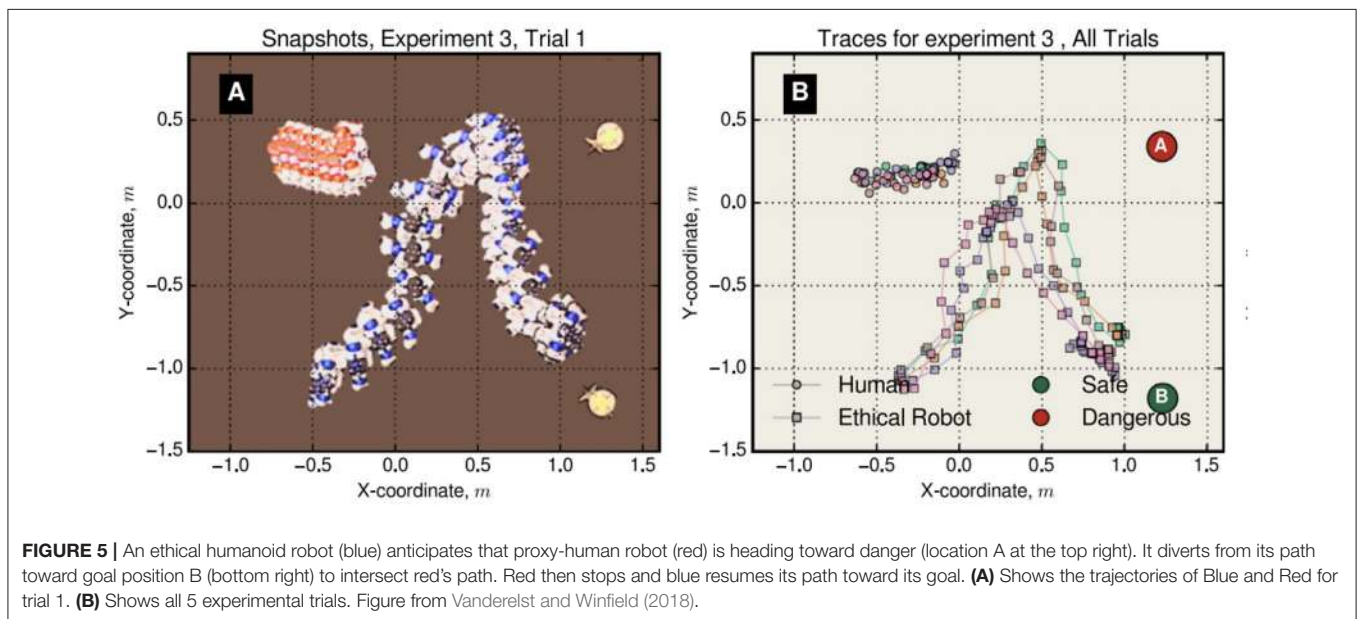 Snapshots, Experiment 3, Trial 1
A
0.5
0.0
−0.5
−1.0
−1.5
Y-coordinate, m
−1.0 −0.5 0.0 0.5 1.0 1.5
X-coordinate, m
Traces for experiment 3 , All Trials
B
A
0.5
0.0
−0.5
−1.0
−1.5
Y-coordinate, m
Human Safe
B
Ethical Robot Dangerous
−1.0 −0.5 0.0 0.5 1.0 1.5
X-coordinate, m
FIGURE 5 | An ethical humanoid robot (blue) anticipates that proxy-human robot (red) is heading toward danger (location A at the top right). It diverts from its path
toward goal position B (bottom right) to intersect red's path. Red then stops and blue resumes its path toward its goal. (A) Shows the trajectories of Blue and Red for
trial 1. (B) Shows all 5 experimental trials. Figure from Vanderelst and Winfield (2018).